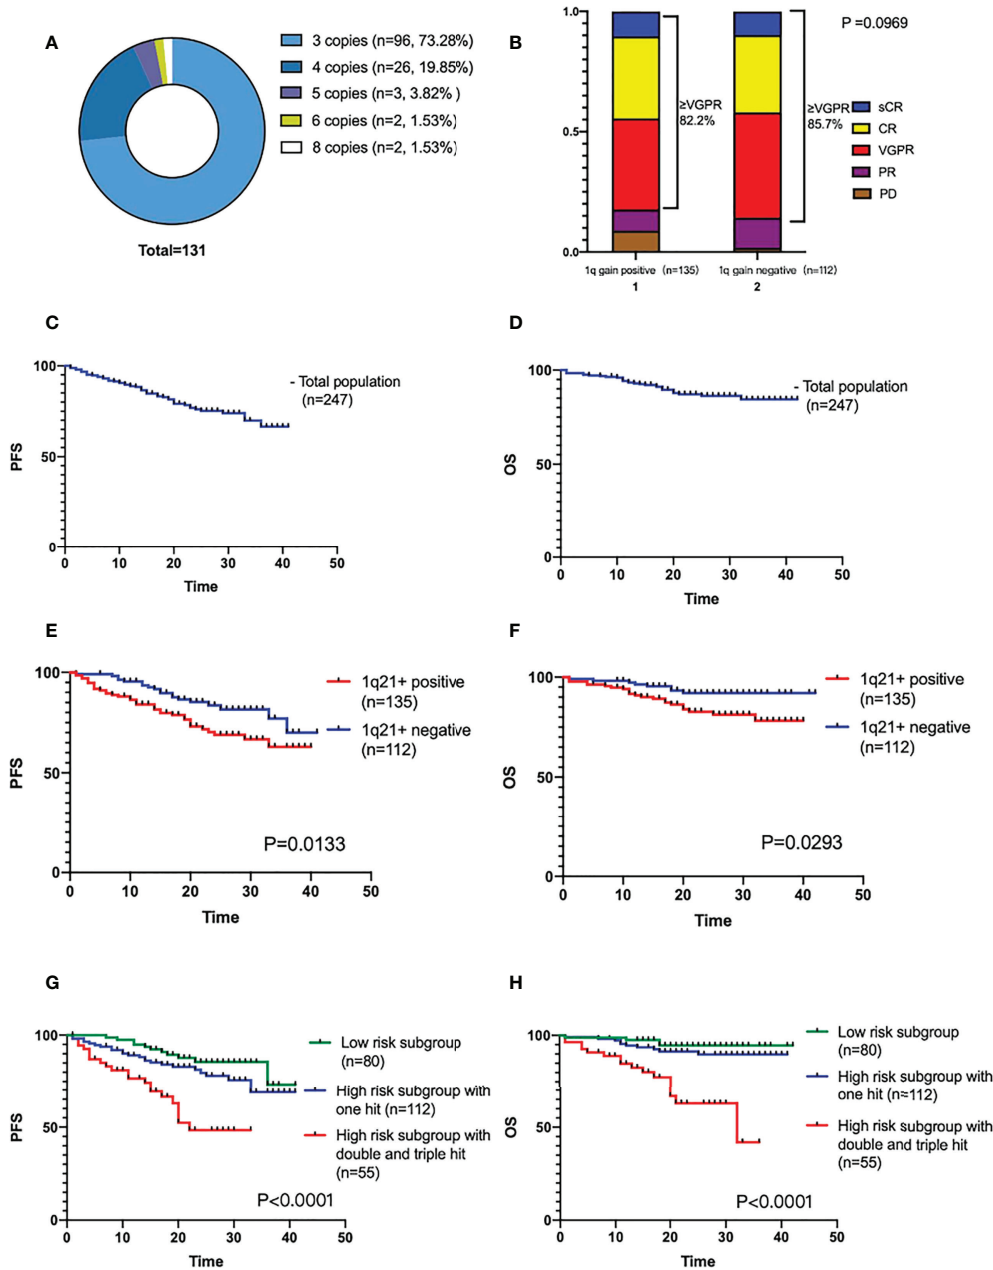 A
3 copies (n=96, 73.28%)
4 copies (n=26, 19.85%)
5 copies (n=3, 3.82% )
6 copies (n=2, 1.53%)
8 copies (n=2, 1.53%)
Total=131
B
P =0.0969
1.0
0.5
0.0
≥VGPR
82.2%
≥VGPR
85.7%
sCR
CR
VGPR
PR
PD
1q gain positive (n=135)
1q gain negative (n=112)
1
2
C
PFS
100
50
0
0 10 20 30 40 50
Time
- Total population
(n=247)
D
OS
100
50
0
0 10 20 30 40 50
Time
- Total population
(n=247)
E
PFS
100
50
0
0 10 20 30 40 50
Time
1q21+ positive
(n=135)
1q21+ negative
(n=112)
P=0.0133
F
OS
100
50
0
0 10 20 30 40 50
Time
1q21+ positive
(n=135)
1q21+ negative
(n=112)
P=0.0293
G
PFS
100
50
0
0 10 20 30 40 50
Time
Low risk subgroup
(n=80)
High risk subgroup with
one hit (n=112)
High risk subgroup with
double and triple hit
(n=55)
P<0.0001
H
OS
100
50
0
0 10 20 30 40 50
Time
Low risk subgroup
(n=80)
High risk subgroup with
one hit (n=112)
High risk subgroup with
double and triple hit
(n=55)
P<0.0001